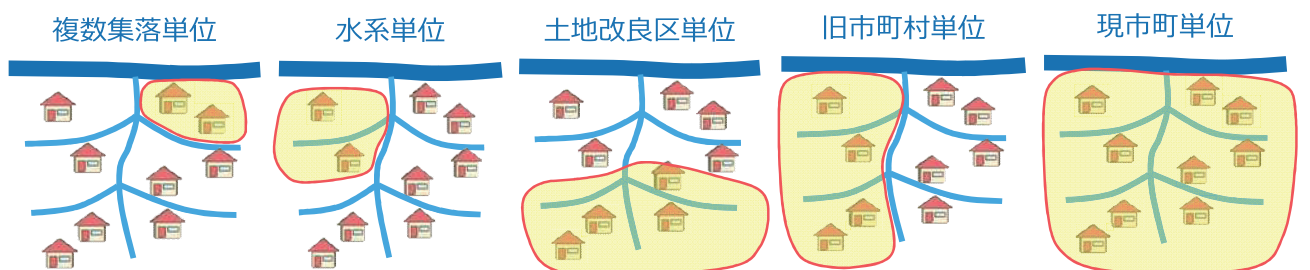 複数集落単位
水系単位
土地改良区単位
旧市町村単位
現市町単位